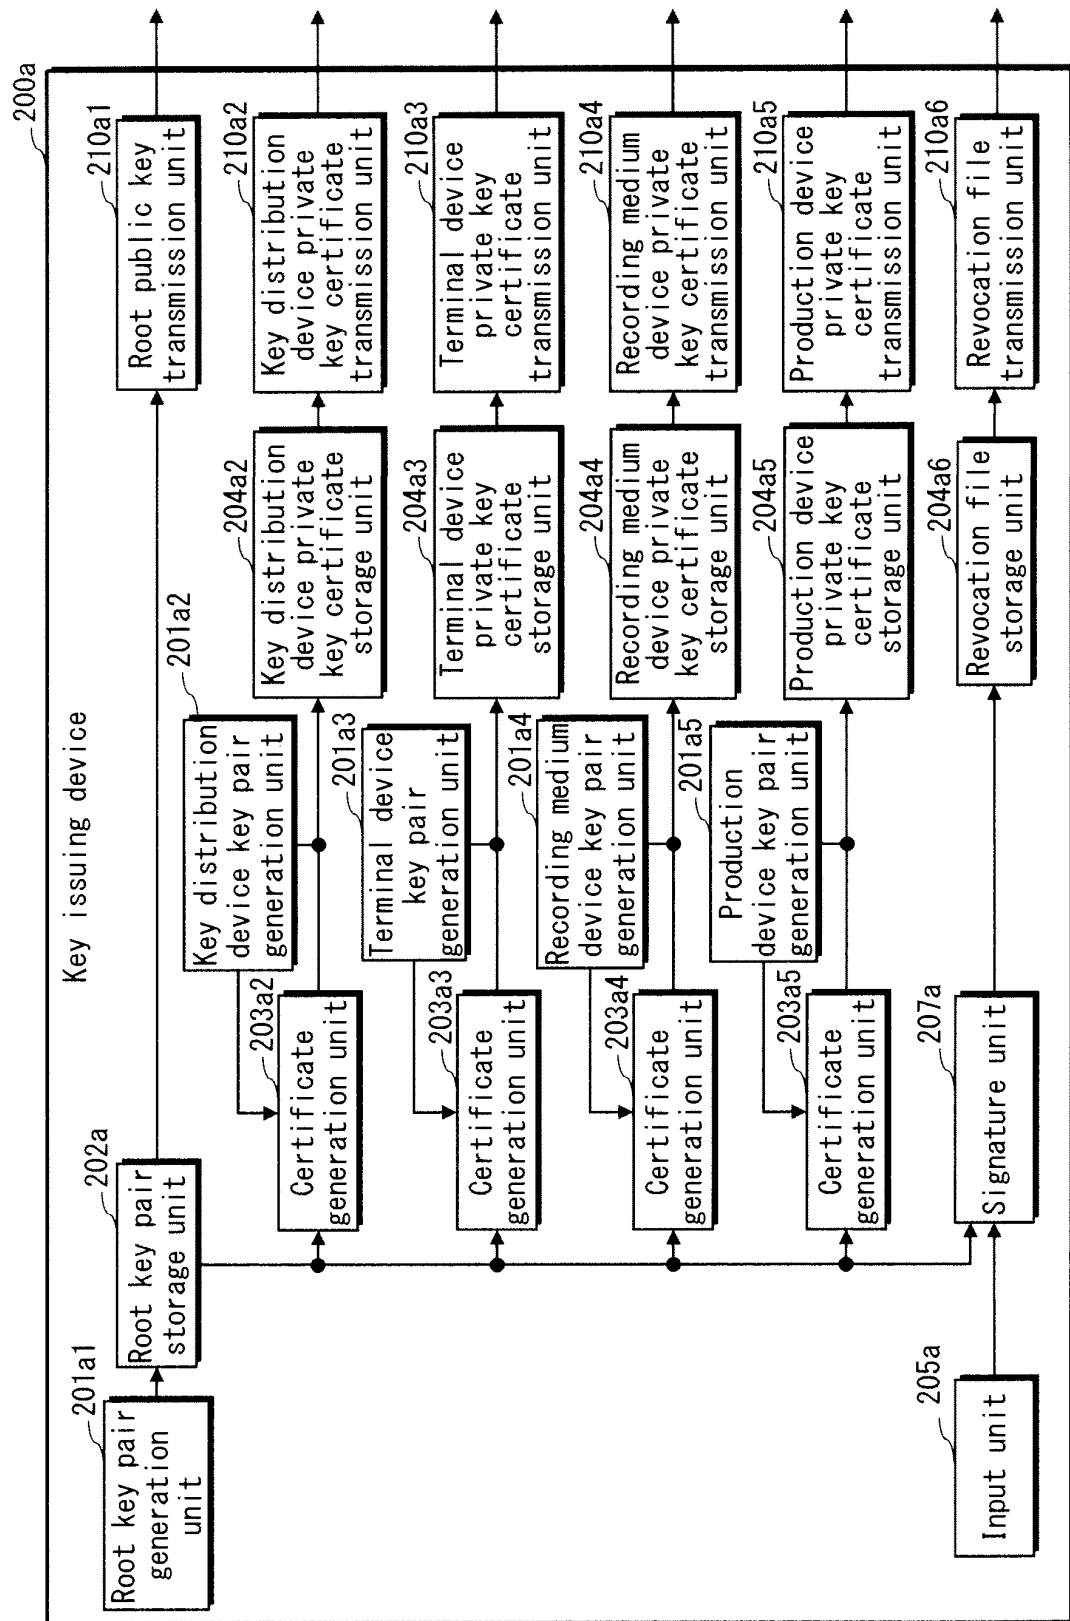 Key issuing device
200a
201a1
Root key pair
generation
unit
202a
Root key pair
storage unit
210a1
Root public key
transmission unit
201a2
Key distribution
device key pair
generation unit
203a2
Certificate
generation unit
204a2
Key distribution
device private
key certificate
storage unit
210a2
Key distribution
device private
key certificate
transmission unit
201a3
Terminal device
key pair
generation unit
203a3
Certificate
generation unit
204a3
Terminal device
private key
certificate
storage unit
210a3
Terminal device
private key
certificate
transmission unit
201a4
Recording medium
device key pair
generation unit
203a4
Certificate
generation unit
204a4
Recording medium
device private
key certificate
storage unit
210a4
Recording medium
device private
key certificate
transmission unit
201a5
Production
device key pair
generation unit
203a5
Certificate
generation unit
204a5
Production device
private key
certificate
storage unit
210a5
Production device
private key
certificate
transmission unit
205a
Input unit
207a
Signature unit
204a6
Revocation file
storage unit
210a6
Revocation file
transmission unit